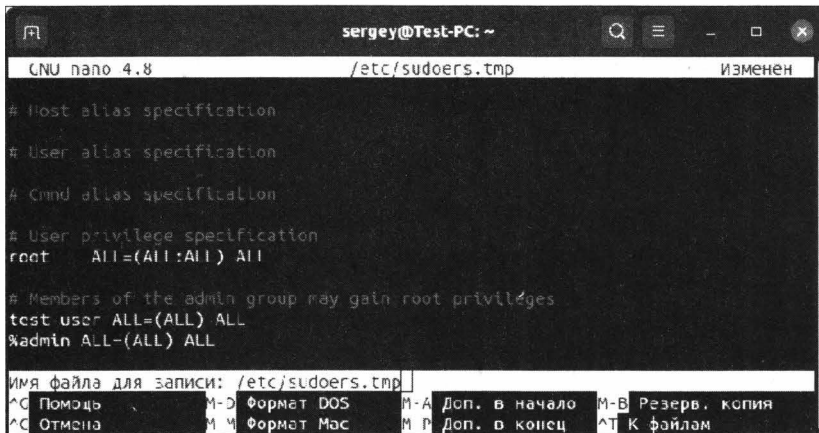 sergey@Test-PC: ~
GNU nano 4.8 /etc/sudoers.tmp Изменен
# Host alias specification
# User alias specification
# Cmnd alias specification
# User privilege specification
root ALL=(ALL:ALL) ALL
# Members of the admin group may gain root privileges
test user ALL=(ALL) ALL
%admin ALL=(ALL) ALL
Имя файла для записи: /etc/sudoers.tmp
^G Помощь M-D Формат DOS M-A Доп. в начало M-B Резерв. копия
^C Отмена M-M Формат Mac M-P Доп. в конец ^T К файлам